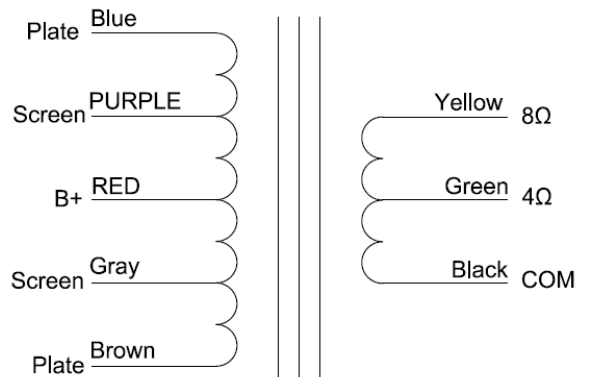 Plate Blue
Screen PURPLE
B+ RED
Screen Gray
Plate Brown
Yellow 8Ω
Green 4Ω
Black COM